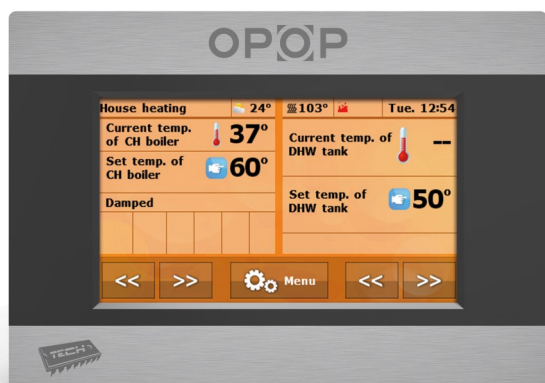 OPOP
House heating
24°
103°
Tue. 12:54
Current temp.
of CH boiler
37°
Set temp. of
CH boiler
60°
Damped
Current temp. of
DHW tank
--
Set temp. of
DHW tank
50°
<<
>>
Menu
<<
>>
TECH